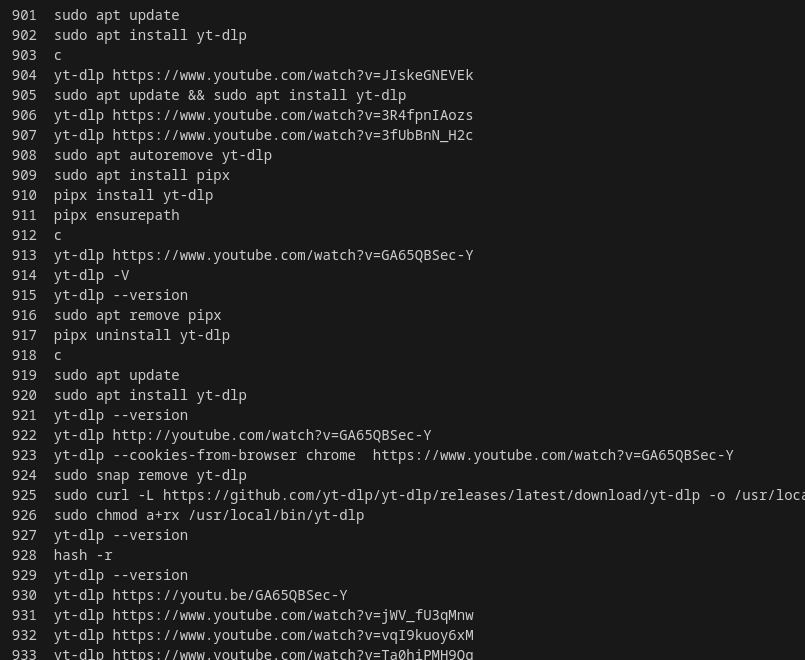 901  sudo apt update
902  sudo apt install yt-dlp
903  c
904  yt-dlp https://www.youtube.com/watch?v=JIskeGNEVEk
905  sudo apt update && sudo apt install yt-dlp
906  yt-dlp https://www.youtube.com/watch?v=3R4fpnIAozs
907  yt-dlp https://www.youtube.com/watch?v=3fUbBnN_H2c
908  sudo apt autoremove yt-dlp
909  sudo apt install pipx
910  pipx install yt-dlp
911  pipx ensurepath
912  c
913  yt-dlp https://www.youtube.com/watch?v=GA65QBSec-Y
914  yt-dlp -V
915  yt-dlp --version
916  sudo apt remove pipx
917  pipx uninstall yt-dlp
918  c
919  sudo apt update
920  sudo apt install yt-dlp
921  yt-dlp --version
922  yt-dlp http://youtube.com/watch?v=GA65QBSec-Y
923  yt-dlp --cookies-from-browser chrome  https://www.youtube.com/watch?v=GA65QBSec-Y
924  sudo snap remove yt-dlp
925  sudo curl -L https://github.com/yt-dlp/yt-dlp/releases/latest/download/yt-dlp -o /usr/loca
926  sudo chmod a+rx /usr/local/bin/yt-dlp
927  yt-dlp --version
928  hash -r
929  yt-dlp --version
930  yt-dlp https://youtu.be/GA65QBSec-Y
931  yt-dlp https://www.youtube.com/watch?v=jWV_fU3qMnw
932  yt-dlp https://www.youtube.com/watch?v=vqI9kuoy6xM
933  yt-dlp https://www.youtube.com/watch?v=Ta0hiPMH9Og